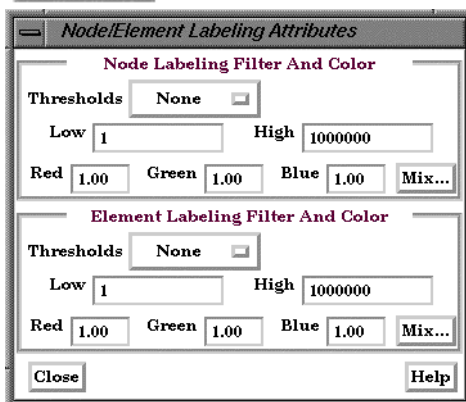 Node/Element Labeling Attributes
Node Labeling Filter And Color
Thresholds None
Low 1 High 1000000
Red 1.00 Green 1.00 Blue 1.00 Mix...
Element Labeling Filter And Color
Thresholds None
Low 1 High 1000000
Red 1.00 Green 1.00 Blue 1.00 Mix...
Close Help